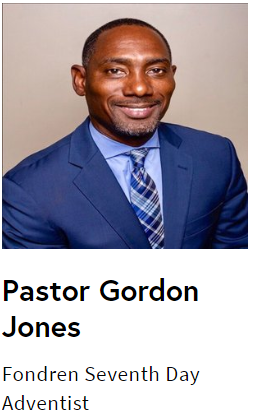 Pastor Gordon
Jones
Fondren Seventh Day
Adventist